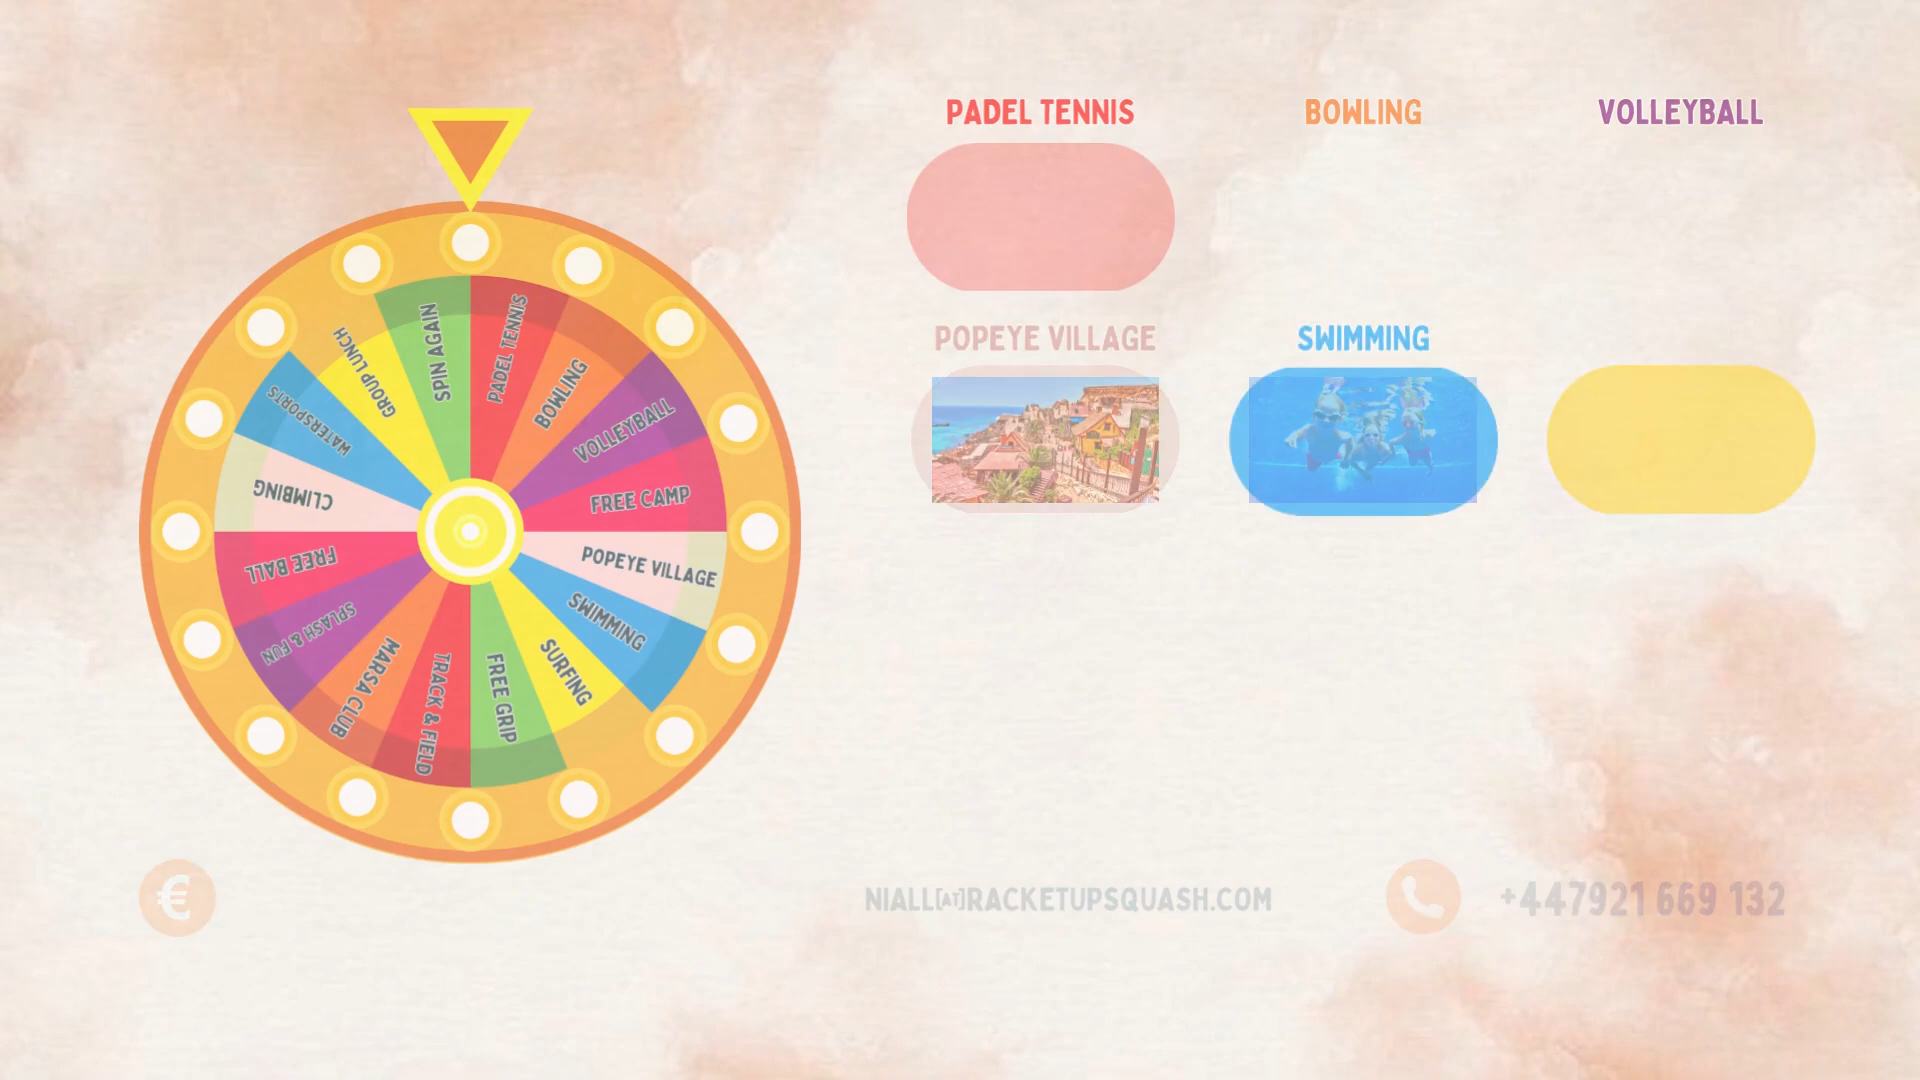 PADEL TENNIS
BOWLING
VOLLEYBALL
POPEYE VILLAGE
SWIMMING
SPIN AGAIN
PADEL TENNIS
BOWLING
VOLLEYBALL
FREE CAMP
POPEYE VILLAGE
SWIMMING
SURFING
FREE GRIP
TRACK & FIELD
MARSA CLUB
SPLASH & FUN
FREE BALL
CLIMBING
WATERSPORTS
GROUP LUNCH
€
NIALL[AT]RACKETUPSQUASH.COM
+447921 669 132